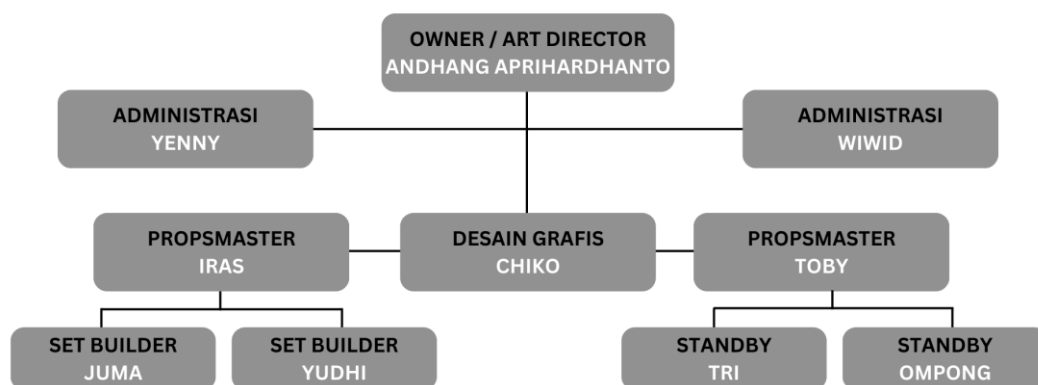 OWNER / ART DIRECTOR
ANDHANG APRIHARDHANTO
ADMINISTRASI
YENNY
ADMINISTRASI
WIWID
PROPSMASTER
IRAS
DESAIN GRAFIS
CHIKO
PROPSMASTER
TOBY
SET BUILDER
JUMA
SET BUILDER
YUDHI
STANDBY
TRI
STANDBY
OMPONG